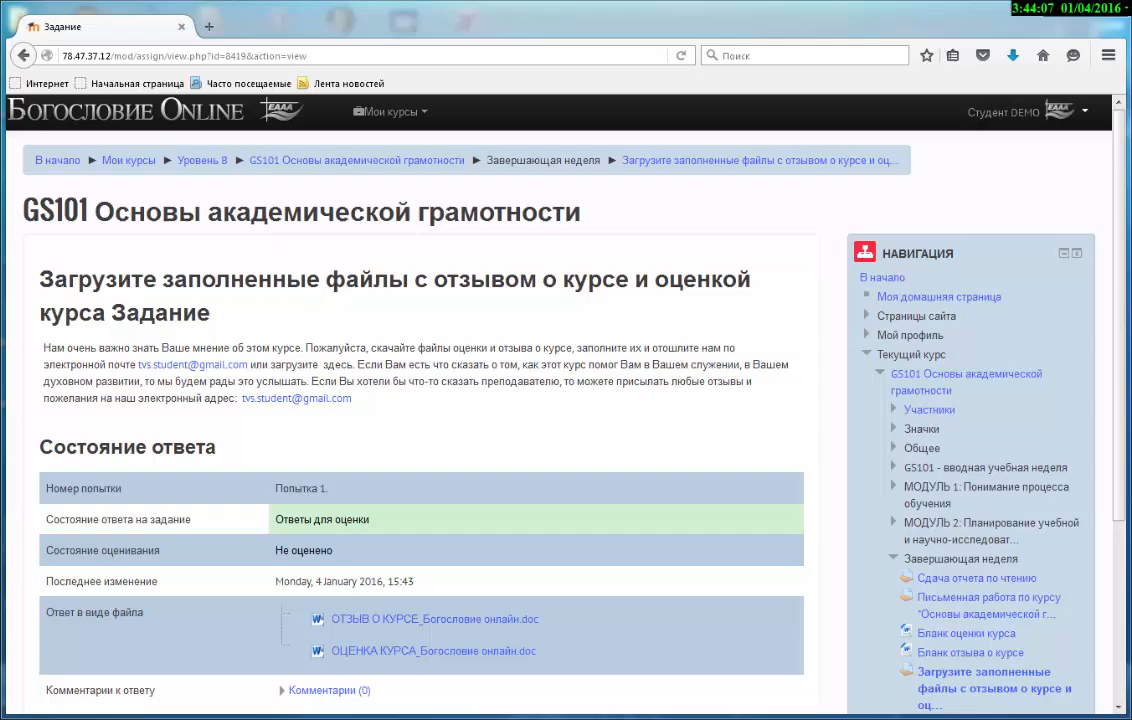 3:44:07 01/04/2016
Задание
78.47.37.12/mod/assign/view.php?id=8419&action=view
Поиск
Интернет Начальная страница Часто посещаемые Лента новостей
Богословие Online ЕААА Мои курсы Студент DEMO
В начало ► Мои курсы ► Уровень B ► GS101 Основы академической грамотности ► Завершающая неделя ► Загрузите заполненные файлы с отзывом о курсе и оц...
GS101 Основы академической грамотности
Загрузите заполненные файлы с отзывом о курсе и оценкой
курса Задание
Нам очень важно знать Ваше мнение об этом курсе. Пожалуйста, скачайте файлы оценки и отзыва о курсе, заполните их и отошлите нам по
электронной почте tvs.student@gmail.com или загрузите здесь. Если Вам есть что сказать о том, как этот курс помог Вам в Вашем служении, в Вашем
духовном развитии, то мы будем рады это услышать. Если Вы хотели бы что-то сказать преподавателю, то можете присылать любые отзывы и
пожелания на наш электронный адрес: tvs.student@gmail.com
Состояние ответа
Номер попытки Попытка 1.
Состояние ответа на задание Ответы для оценки
Состояние оценивания Не оценено
Последнее изменение Monday, 4 January 2016, 15:43
Ответ в виде файла
ОТЗЫВ О КУРСЕ_Богословие онлайн.doc
ОЦЕНКА КУРСА_Богословие онлайн.doc
Комментарии к ответу Комментарии (0)
НАВИГАЦИЯ
В начало
Моя домашняя страница
Страницы сайта
Мой профиль
Текущий курс
GS101 Основы академической
грамотности
Участники
Значки
Общее
GS101 - вводная учебная неделя
МОДУЛЬ 1: Понимание процесса
обучения
МОДУЛЬ 2: Планирование учебной
и научно-исследоват...
Завершающая неделя
Сдача отчета по чтению
Письменная работа по курсу
"Основы академической г...
Бланк оценки курса
Бланк отзыва о курсе
Загрузите заполненные
файлы с отзывом о курсе и
оц...